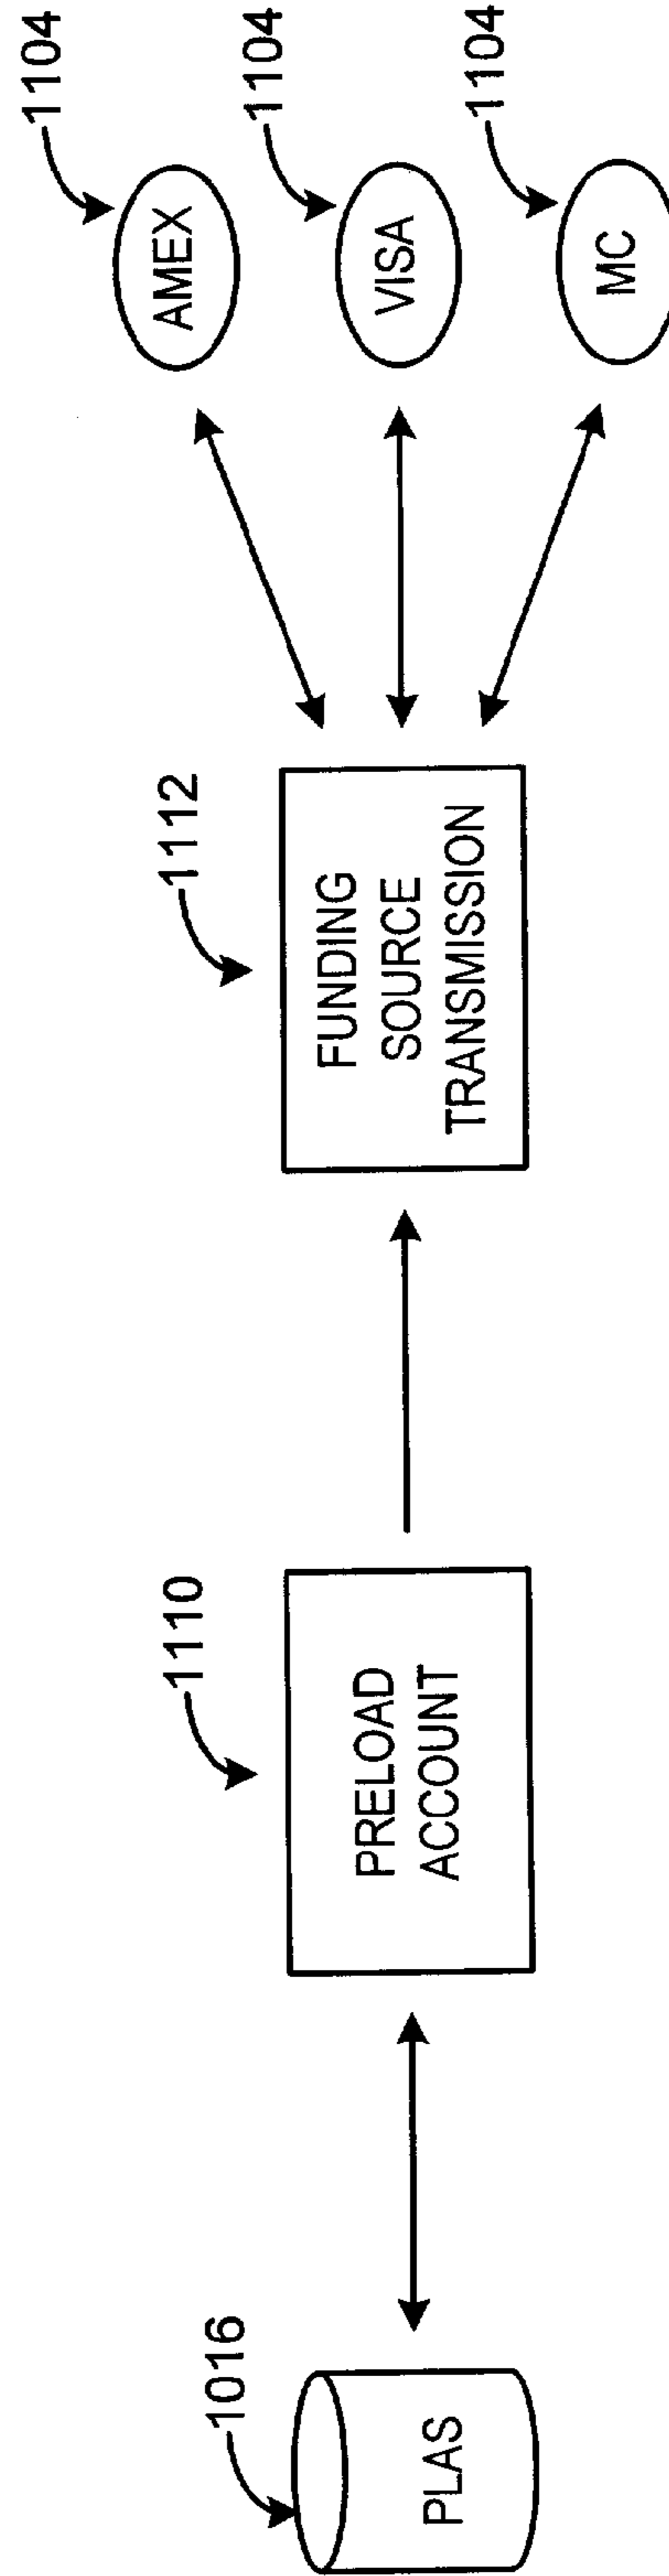 1016
PLAS
1110
PRELOAD
ACCOUNT
1112
FUNDING
SOURCE
TRANSMISSION
1104
AMEX
1104
VISA
1104
MC